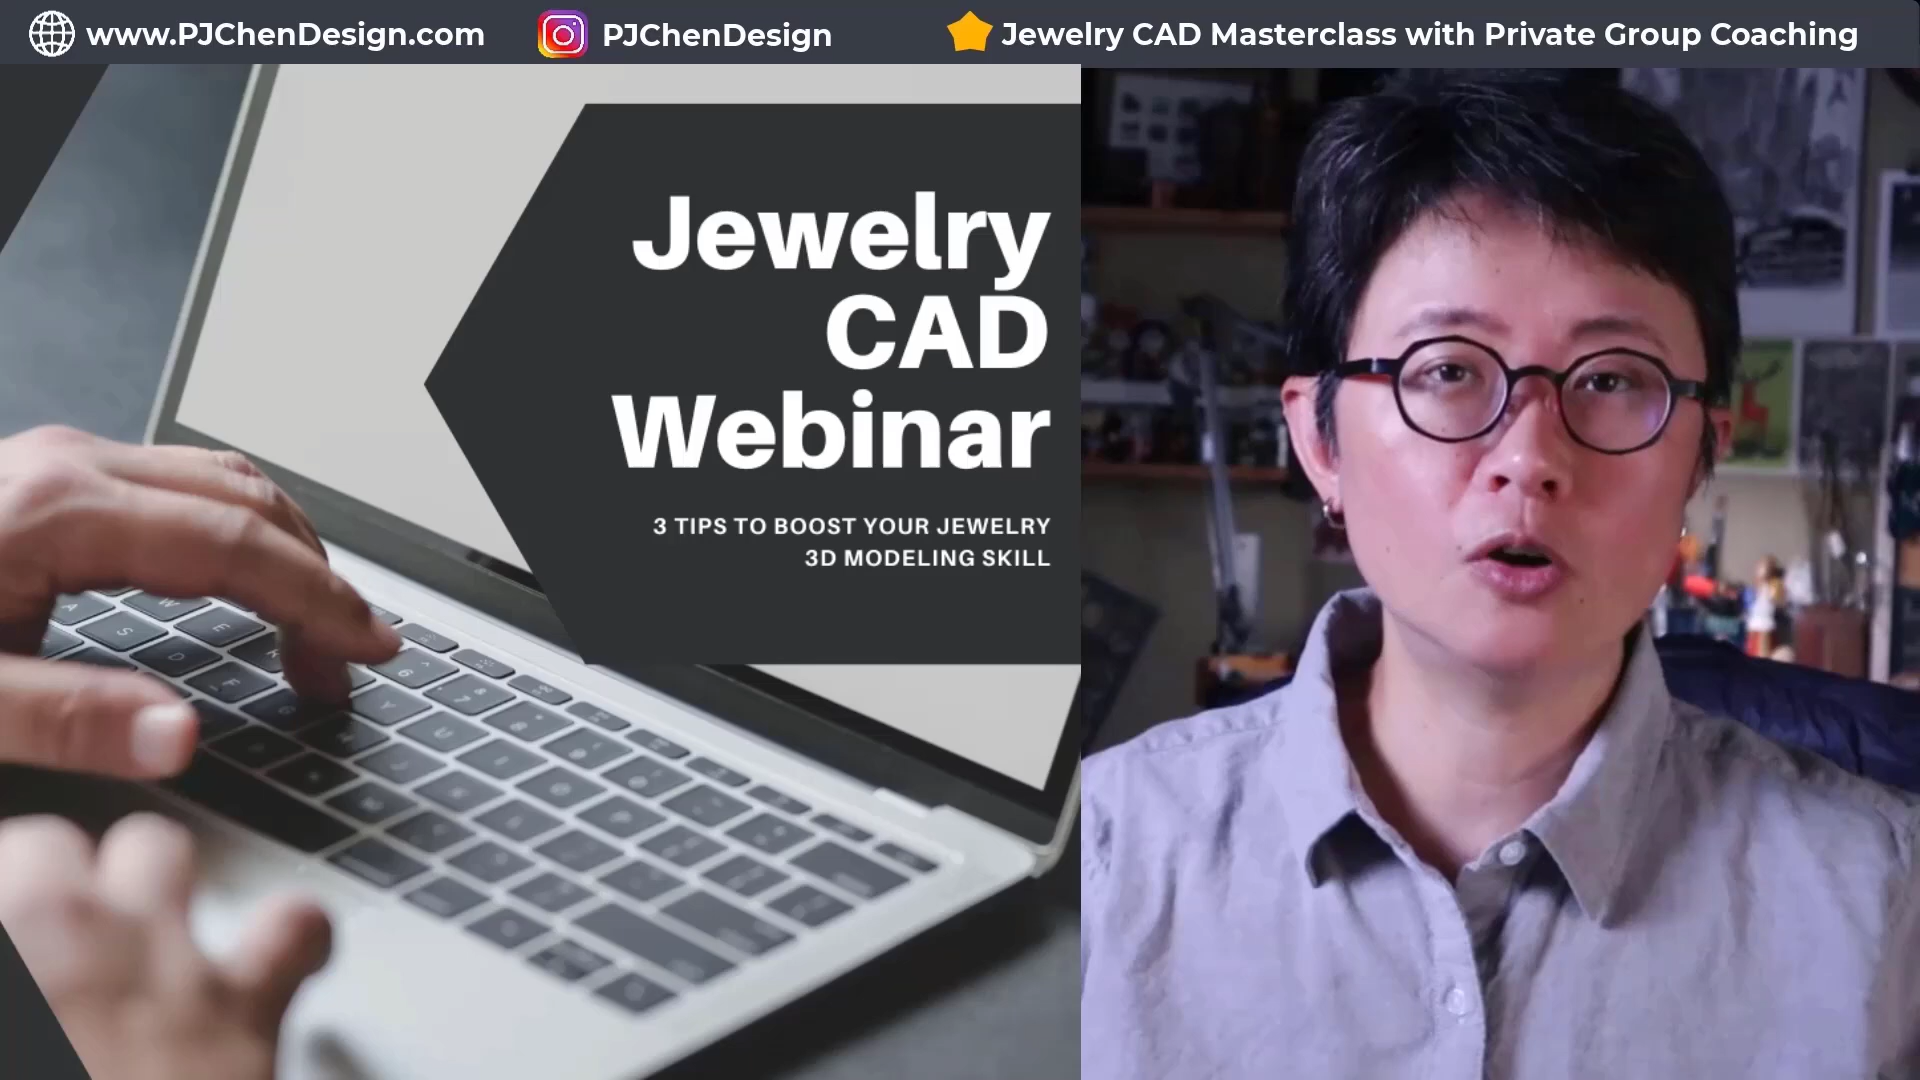 www.PJChenDesign.com
PJChenDesign
Jewelry CAD Masterclass with Private Group Coaching
Jewelry
CAD
Webinar
3 TIPS TO BOOST YOUR JEWELRY
3D MODELING SKILL